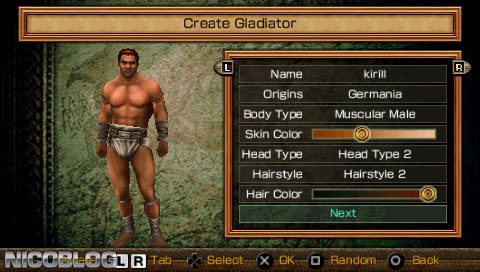 Create Gladiator
L R
Name kirill
Origins Germania
Body Type Muscular Male
Skin Color
Head Type Head Type 2
Hairstyle Hairstyle 2
Hair Color
Next
NICOBLOG L R Tab Select OK Random Back